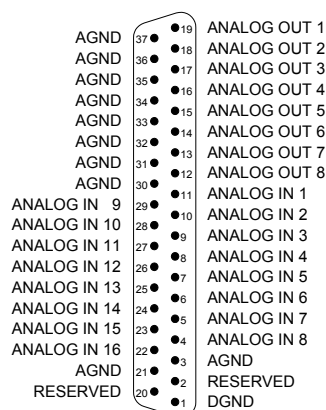 19 ANALOG OUT 1
AGND 37
18 ANALOG OUT 2
AGND 36
17 ANALOG OUT 3
AGND 35
16 ANALOG OUT 4
AGND 34
15 ANALOG OUT 5
AGND 33
14 ANALOG OUT 6
AGND 32
13 ANALOG OUT 7
AGND 31
12 ANALOG OUT 8
AGND 30
11 ANALOG IN 1
ANALOG IN 9 29
10 ANALOG IN 2
ANALOG IN 10 28
9 ANALOG IN 3
ANALOG IN 11 27
8 ANALOG IN 4
ANALOG IN 12 26
7 ANALOG IN 5
ANALOG IN 13 25
6 ANALOG IN 6
ANALOG IN 14 24
5 ANALOG IN 7
ANALOG IN 15 23
4 ANALOG IN 8
ANALOG IN 16 22
3 AGND
AGND 21
2 RESERVED
RESERVED 20
1 DGND